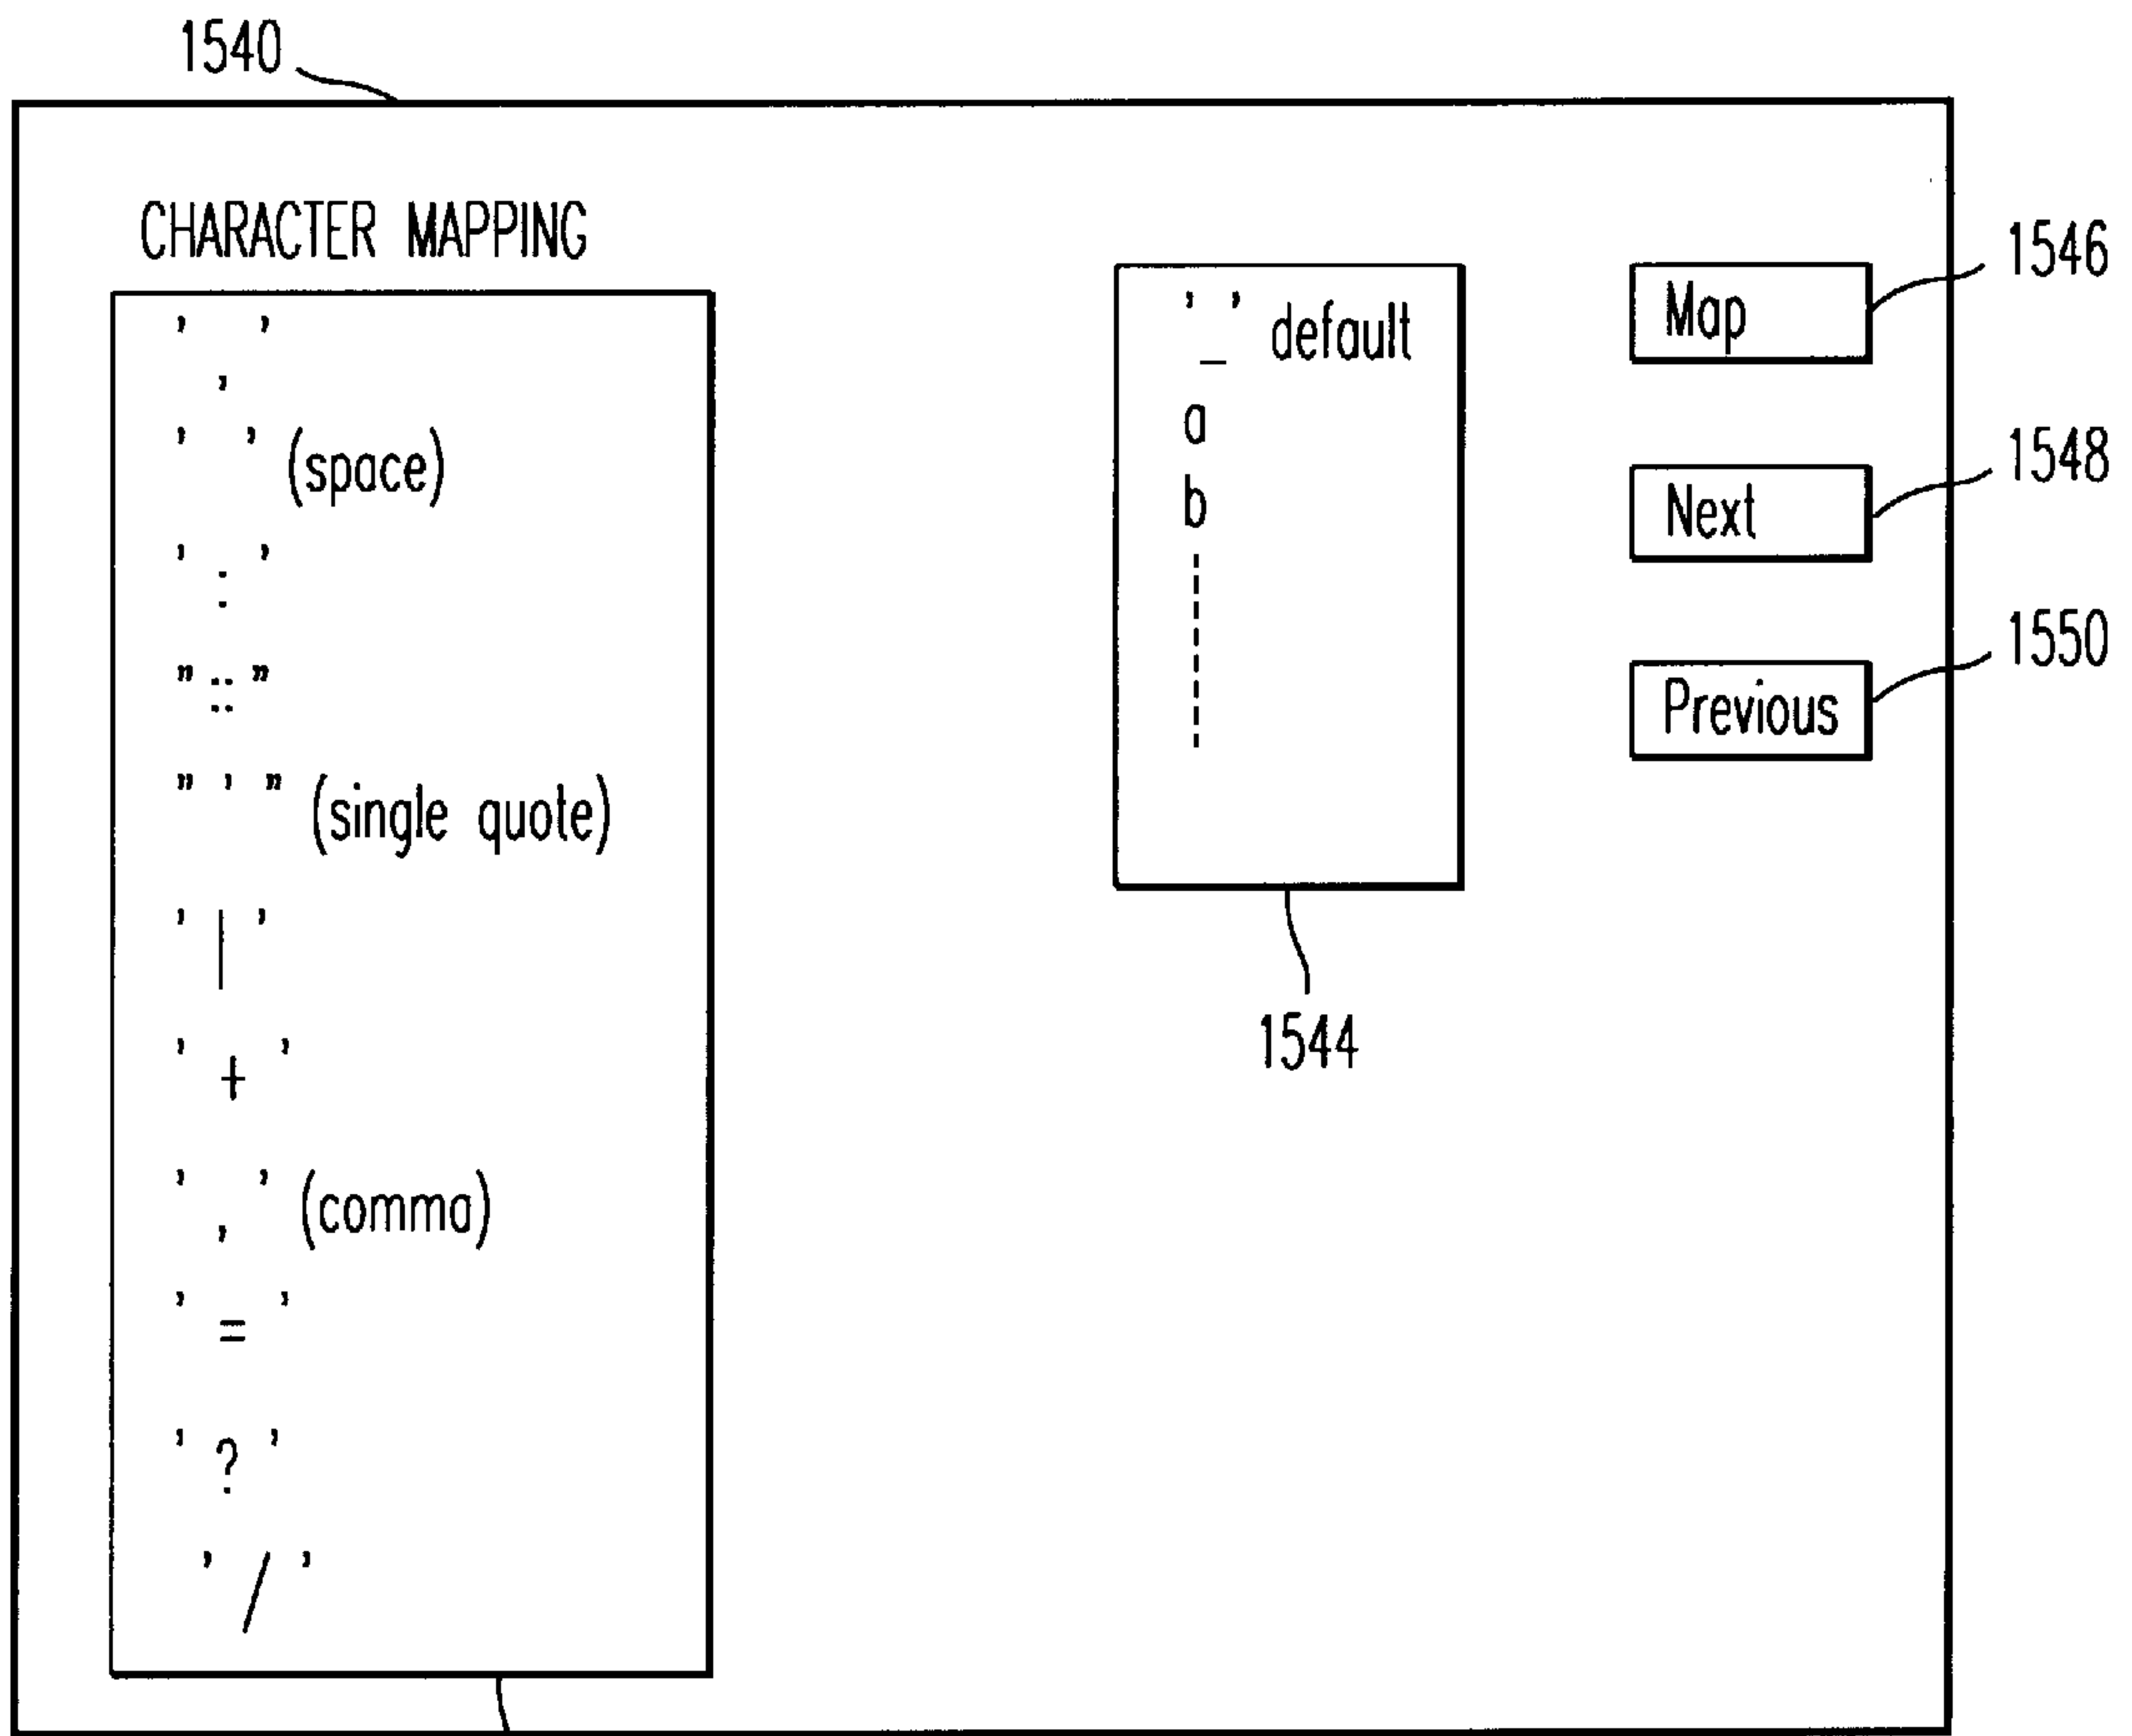 1540
CHARACTER MAPPING
' , '
' ' (space)
' : '
" :: "
" ' " (single quote)
' | '
' + '
' , ' (comma)
' = '
' ? '
' / '
'_' default
a
b
1544
Map
1546
Next
1548
Previous
1550